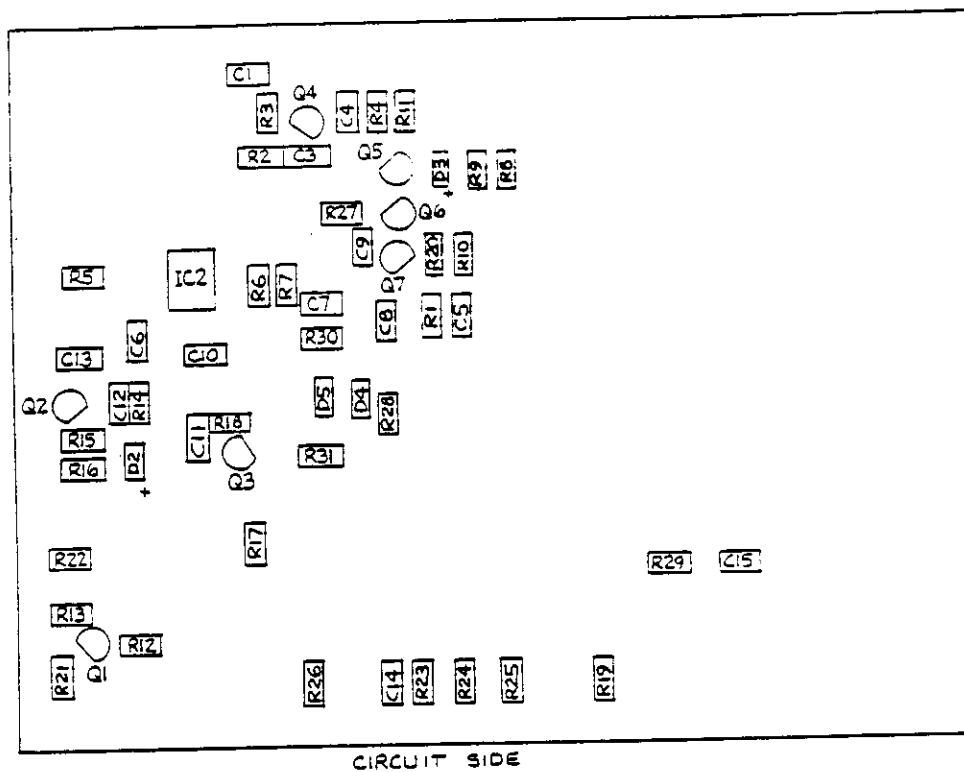 C1
R3
Q4
C4
R4
R11
R2
C3
Q5
D3
R9
R8
+
R27
Q6
C9
R20
R10
Q7
R5
IC2
R6
R7
C7
C8
R1
C5
C6
R30
C13
C10
Q2
C12
R14
D5
D4
R28
R18
C11
R15
R16
D2
+
Q3
R31
R17
R22
R29
C15
R13
R12
Q1
R21
R26
C14
R23
R24
R25
R19
CIRCUIT SIDE